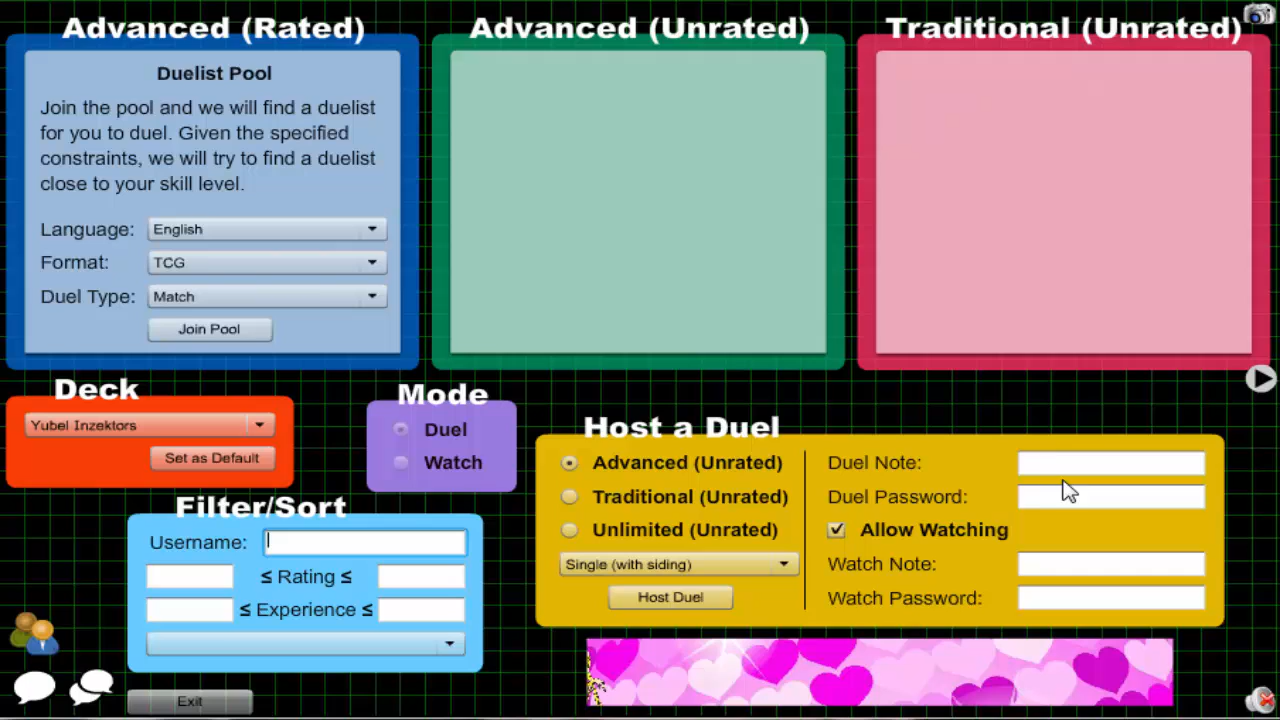 Advanced (Rated)
Duelist Pool
Join the pool and we will find a duelist
for you to duel. Given the specified
constraints, we will try to find a duelist
close to your skill level.
Language: English
Format: TCG
Duel Type: Match
Join Pool
Advanced (Unrated)
Traditional (Unrated)
Deck
Yubel Inzektors
Set as Default
Mode
Duel
Watch
Filter/Sort
Username:
≤ Rating ≤
≤ Experience ≤
Exit
Host a Duel
Advanced (Unrated)
Traditional (Unrated)
Unlimited (Unrated)
Single (with siding)
Host Duel
Duel Note:
Duel Password:
Allow Watching
Watch Note:
Watch Password: